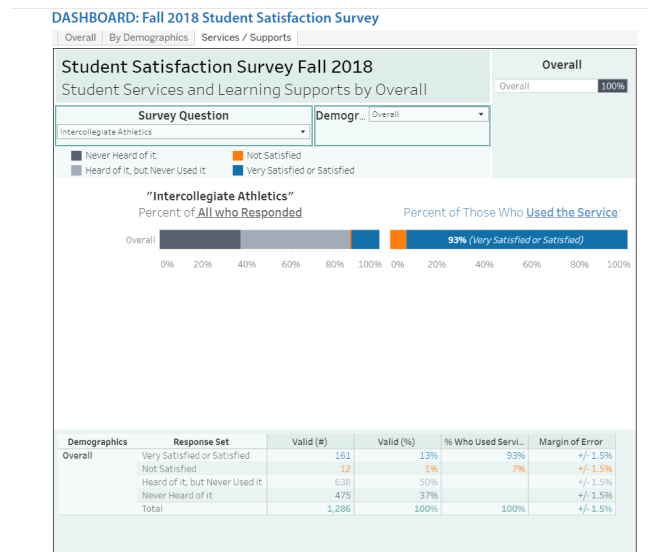 DASHBOARD: Fall 2018 Student Satisfaction Survey
Overall By Demographics Services / Supports
Student Satisfaction Survey Fall 2018
Student Services and Learning Supports by Overall
Overall
Overall 100%
Survey Question
Intercollegiate Athletics
Demogr... Overall
Never Heard of it Not Satisfied
Heard of it, but Never Used it Very Satisfied or Satisfied
"Intercollegiate Athletics"
Percent of All who Responded Percent of Those Who Used the Service:
Overall 93% (Very Satisfied or Satisfied)
0% 20% 40% 60% 80% 100% 0% 20% 40% 60% 80% 100%
Demographics Response Set Valid (#) Valid (%) % Who Used Servi.. Margin of Error
Overall Very Satisfied or Satisfied 161 13% 93% +/- 1.5%
Not Satisfied 12 1% 7% +/- 1.5%
Heard of it, but Never Used it 638 50% +/- 1.5%
Never Heard of it 475 37% +/- 1.5%
Total 1,286 100% 100% +/- 1.5%